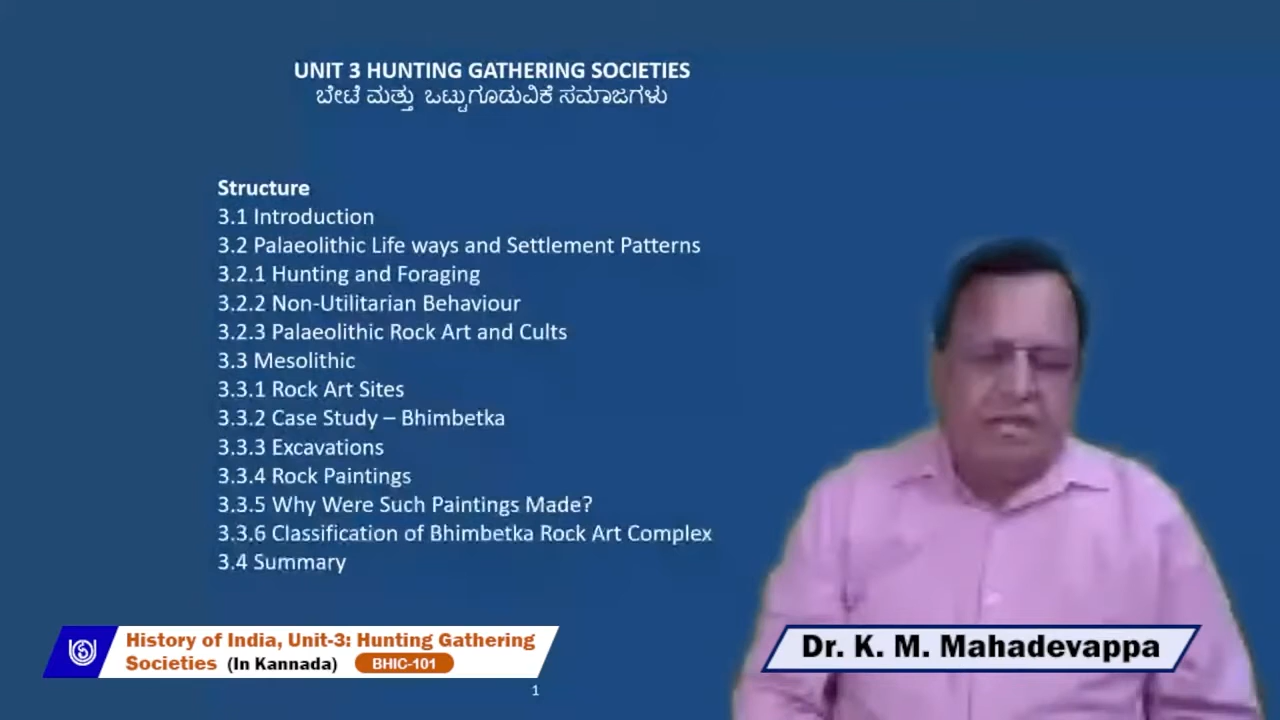 UNIT 3 HUNTING GATHERING SOCIETIES
ಬೇಟೆ ಮತ್ತು ಒಟ್ಟುಗೂಡುವಿಕೆ ಸಮಾಜಗಳು
Structure
3.1 Introduction
3.2 Palaeolithic Life ways and Settlement Patterns
3.2.1 Hunting and Foraging
3.2.2 Non-Utilitarian Behaviour
3.2.3 Palaeolithic Rock Art and Cults
3.3 Mesolithic
3.3.1 Rock Art Sites
3.3.2 Case Study – Bhimbetka
3.3.3 Excavations
3.3.4 Rock Paintings
3.3.5 Why Were Such Paintings Made?
3.3.6 Classification of Bhimbetka Rock Art Complex
3.4 Summary
History of India, Unit-3: Hunting Gathering
Societies (In Kannada) BHIC-101
Dr. K. M. Mahadevappa
1